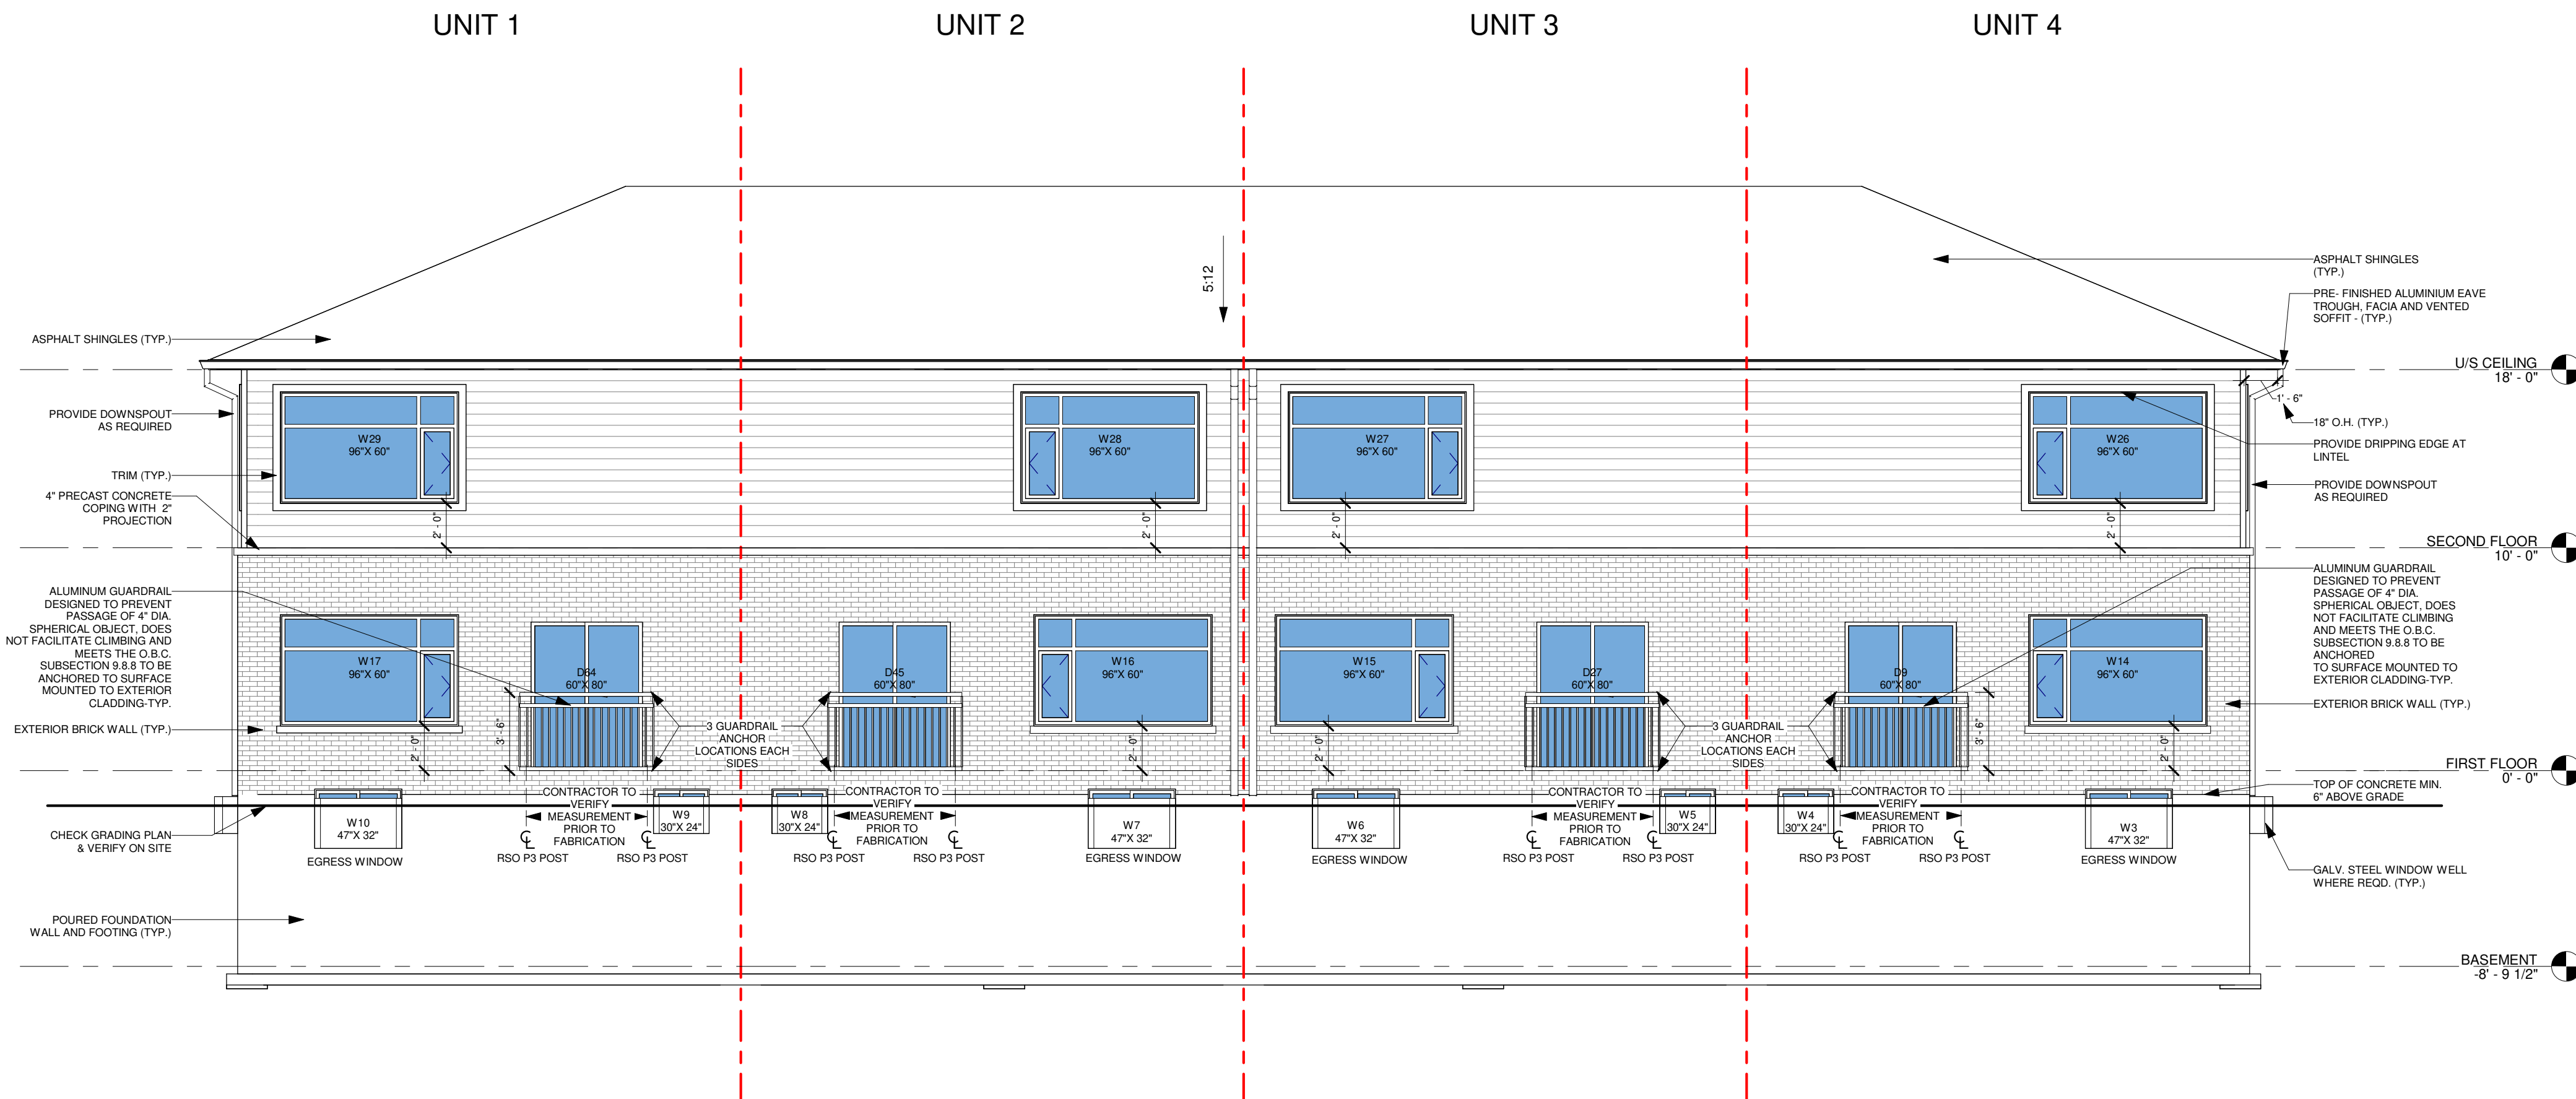 UNIT 1
UNIT 2
UNIT 3
UNIT 4
5:12
ASPHALT SHINGLES (TYP.)
PROVIDE DOWNSPOUT
AS REQUIRED
TRIM (TYP.)
4" PRECAST CONCRETE
COPING WITH 2"
PROJECTION
ALUMINUM GUARDRAIL
DESIGNED TO PREVENT
PASSAGE OF 4" DIA.
SPHERICAL OBJECT, DOES
NOT FACILITATE CLIMBING AND
MEETS THE O.B.C.
SUBSECTION 9.8.8 TO BE
ANCHORED TO SURFACE
MOUNTED TO EXTERIOR
CLADDING-TYP.
EXTERIOR BRICK WALL (TYP.)
CHECK GRADING PLAN
& VERIFY ON SITE
POURED FOUNDATION
WALL AND FOOTING (TYP.)
W29
96"X 60"
2' - 0"
W28
96"X 60"
2' - 0"
W27
96"X 60"
2' - 0"
W26
96"X 60"
2' - 0"
W17
96"X 60"
2' - 0"
3' - 6"
D64
60"X 80"
3 GUARDRAIL
ANCHOR
LOCATIONS EACH
SIDES
D45
60"X 80"
W16
96"X 60"
2' - 0"
W15
96"X 60"
2' - 0"
D27
60"X 80"
3 GUARDRAIL
ANCHOR
LOCATIONS EACH
SIDES
D9
60"X 80"
3' - 6"
W14
96"X 60"
2' - 0"
W10
47"X 32"
EGRESS WINDOW
CONTRACTOR TO
VERIFY
MEASUREMENT
PRIOR TO
FABRICATION
CL
RSO P3 POST
CL
RSO P3 POST
W9
30"X 24"
W8
30"X 24"
CONTRACTOR TO
VERIFY
MEASUREMENT
PRIOR TO
FABRICATION
CL
RSO P3 POST
CL
RSO P3 POST
W7
47"X 32"
EGRESS WINDOW
W6
47"X 32"
EGRESS WINDOW
CONTRACTOR TO
VERIFY
MEASUREMENT
PRIOR TO
FABRICATION
CL
RSO P3 POST
CL
RSO P3 POST
W5
30"X 24"
W4
30"X 24"
CONTRACTOR TO
VERIFY
MEASUREMENT
PRIOR TO
FABRICATION
CL
RSO P3 POST
CL
RSO P3 POST
W3
47"X 32"
EGRESS WINDOW
ASPHALT SHINGLES
(TYP.)
PRE- FINISHED ALUMINIUM EAVE
TROUGH, FACIA AND VENTED
SOFFIT - (TYP.)
U/S CEILING
18' - 0"
1' - 6"
18" O.H. (TYP.)
PROVIDE DRIPPING EDGE AT
LINTEL
PROVIDE DOWNSPOUT
AS REQUIRED
SECOND FLOOR
10' - 0"
ALUMINUM GUARDRAIL
DESIGNED TO PREVENT
PASSAGE OF 4" DIA.
SPHERICAL OBJECT, DOES
NOT FACILITATE CLIMBING
AND MEETS THE O.B.C.
SUBSECTION 9.8.8 TO BE
ANCHORED
TO SURFACE MOUNTED TO
EXTERIOR CLADDING-TYP.
EXTERIOR BRICK WALL (TYP.)
FIRST FLOOR
0' - 0"
TOP OF CONCRETE MIN.
6" ABOVE GRADE
GALV. STEEL WINDOW WELL
WHERE REQD. (TYP.)
BASEMENT
-8' - 9 1/2"